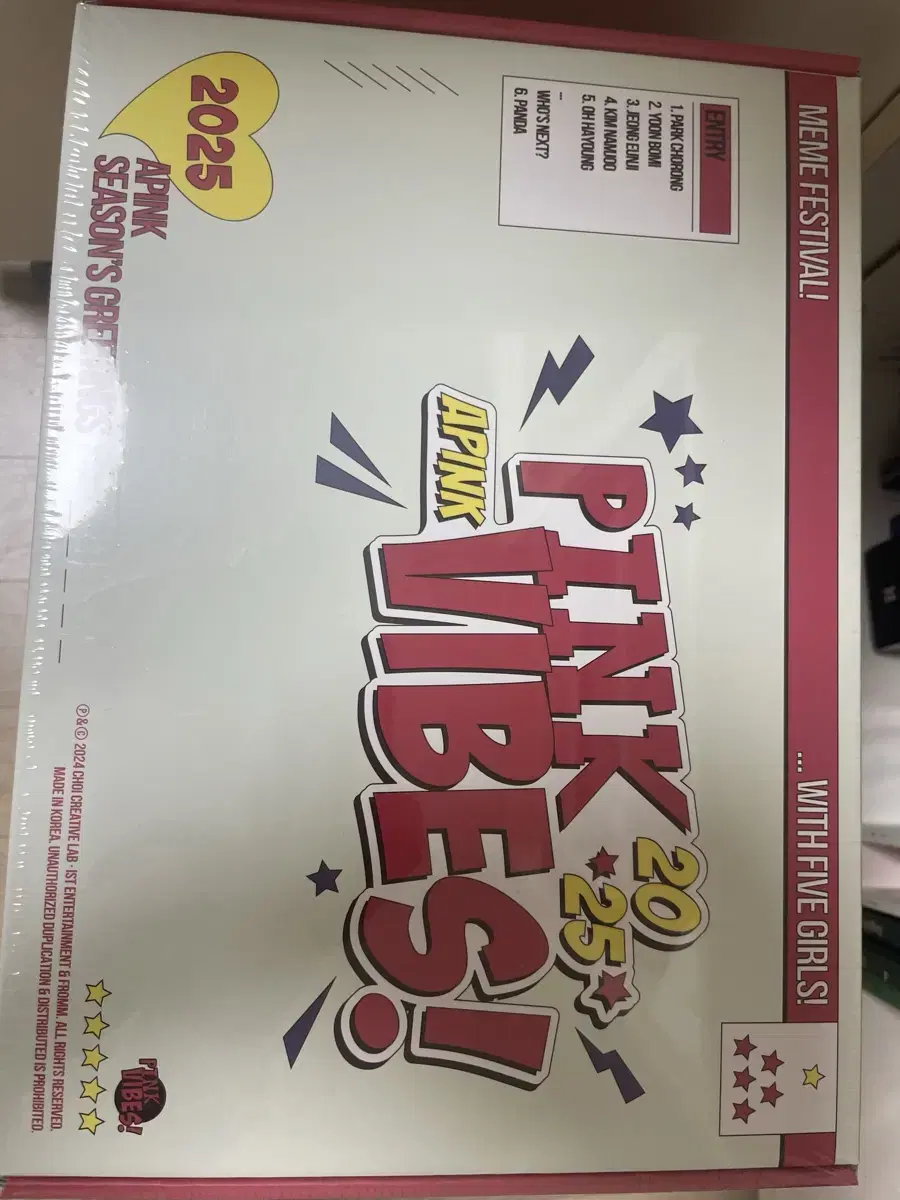 MEME FESTIVAL!
... WITH FIVE GIRLS!
ENTRY
1. PARK CHORONG
2. YOON BOMI
3. JEONG EUNJI
4. KIM NAMJOO
5. OH HAYOUNG
–
WHO'S NEXT?
6. PANDA
PINK 20
25
APINK
VIBES!
2025
APINK
SEASON'S GREETINGS
Ⓟ&© 2024 CHOI CREATIVE LAB · IST ENTERTAINMENT & FROMM. ALL RIGHTS RESERVED.
MADE IN KOREA. UNAUTHORIZED DUPLICATION & DISTRIBUTED IS PROHIBITED.
PINK
VIBES!